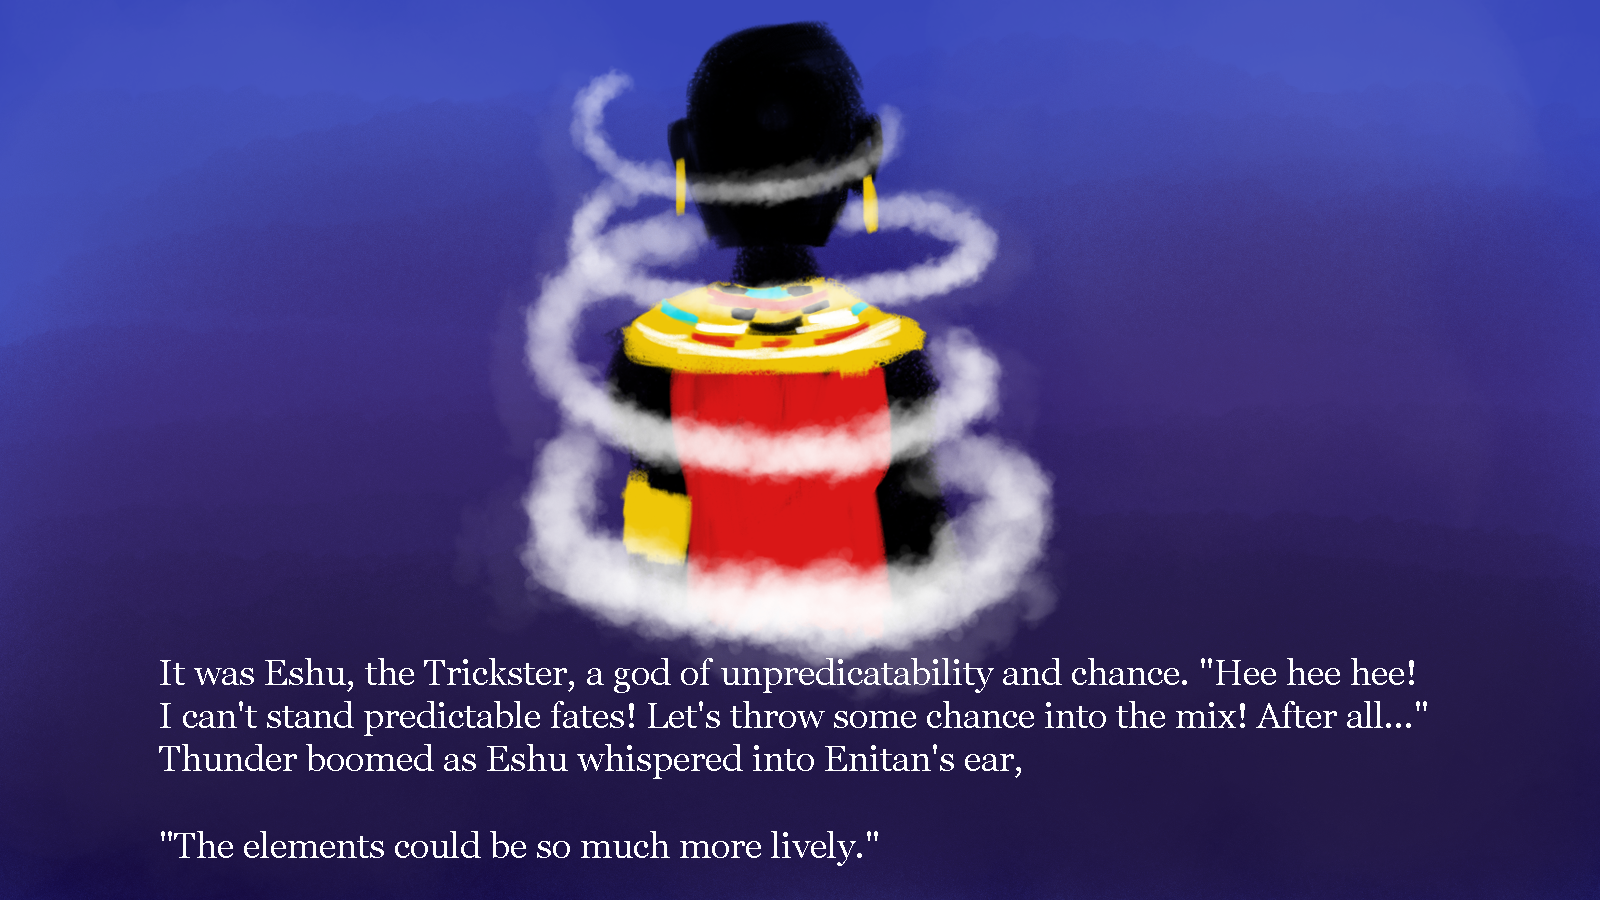 It was Eshu, the Trickster, a god of unpredicatability and chance. "Hee hee hee!
I can't stand predictable fates! Let's throw some chance into the mix! After all..."
Thunder boomed as Eshu whispered into Enitan's ear,
"The elements could be so much more lively."